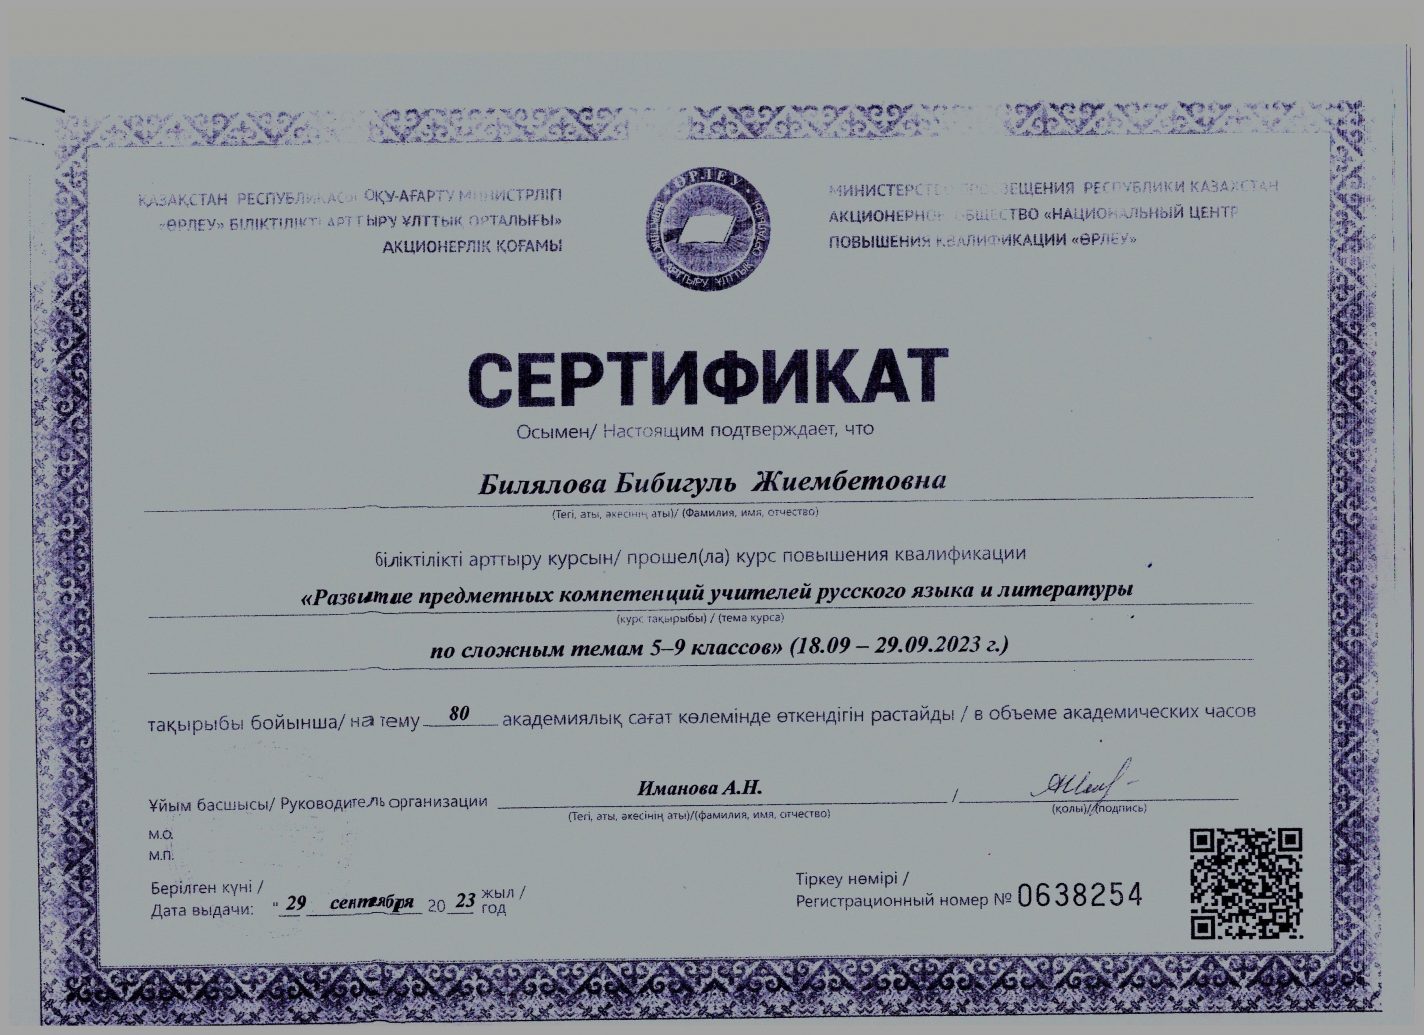 ҚАЗАҚСТАН РЕСПУБЛИКАСЫ ОҚУ-АҒАРТУ МИНИСТРЛІГІ
«ӨРЛЕУ» БІЛІКТІЛІКТІ АРТТЫРУ ҰЛТТЫҚ ОРТАЛЫҒЫ»
АКЦИОНЕРЛІК ҚОҒАМЫ
ӨРЛЕУ
АРТТЫРУ ҰЛТТЫҚ
МИНИСТЕРСТВО ПРОСВЕЩЕНИЯ РЕСПУБЛИКИ КАЗАХСТАН
АКЦИОНЕРНОЕ ОБЩЕСТВО «НАЦИОНАЛЬНЫЙ ЦЕНТР
ПОВЫШЕНИЯ КВАЛИФИКАЦИИ «ӨРЛЕУ»
СЕРТИФИКАТ
Осымен/ Настоящим подтверждает, что
Билялова Бибигуль Жиембетовна
(Тегі, аты, әкесінің аты)/ (Фамилия, имя, отчество)
біліктілікті арттыру курсын/ прошел(ла) курс повышения квалификации
«Развитие предметных компетенций учителей русского языка и литературы
(курс тақырыбы) / (тема курса)
по сложным темам 5–9 классов» (18.09 – 29.09.2023 г.)
тақырыбы бойынша/ на тему 80 академиялық сағат көлемінде өткендігін растайды / в объеме академических часов
Иманова А.Н.
Ұйым басшысы/ Руководитель организации /
(Тегі, аты, әкесінің аты)/(фамилия, имя, отчество) (қолы)/(подпись)
М.О.
М.П.
Берілген күні /
Дата выдачи: " 29 сентября 20 23 жыл / год
Тіркеу нөмірі /
Регистрационный номер № 0638254